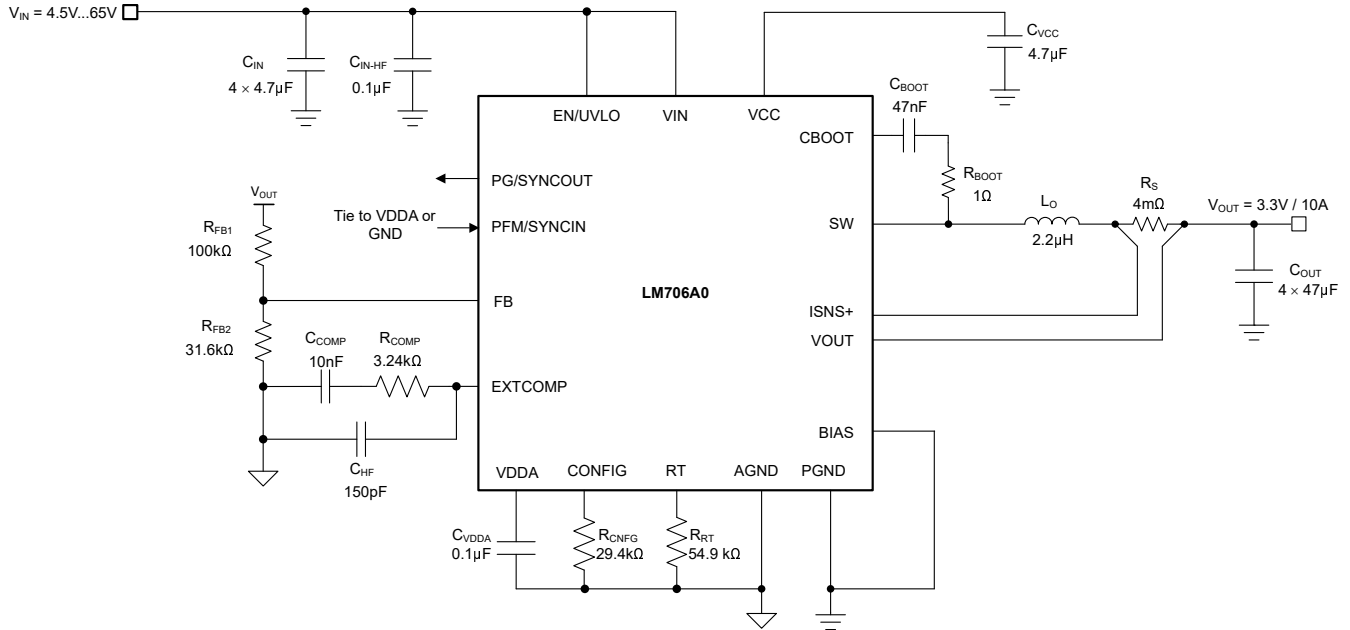 VIN = 4.5V...65V
CIN
4 × 4.7µF
CIN-HF
0.1µF
CVCC
4.7µF
EN/UVLO
VIN
VCC
CBOOT
47nF
CBOOT
RBOOT
1Ω
PG/SYNCOUT
Tie to VDDA or
GND
PFM/SYNCIN
SW
LO
2.2µH
RS
4mΩ
VOUT = 3.3V / 10A
VOUT
RFB1
100kΩ
FB
LM706A0
ISNS+
VOUT
COUT
4 × 47µF
RFB2
31.6kΩ
CCOMP
10nF
RCOMP
3.24kΩ
EXTCOMP
BIAS
CHF
150pF
VDDA
CONFIG
RT
AGND
PGND
CVDDA
0.1µF
RCNFG
29.4kΩ
RRT
54.9 kΩ